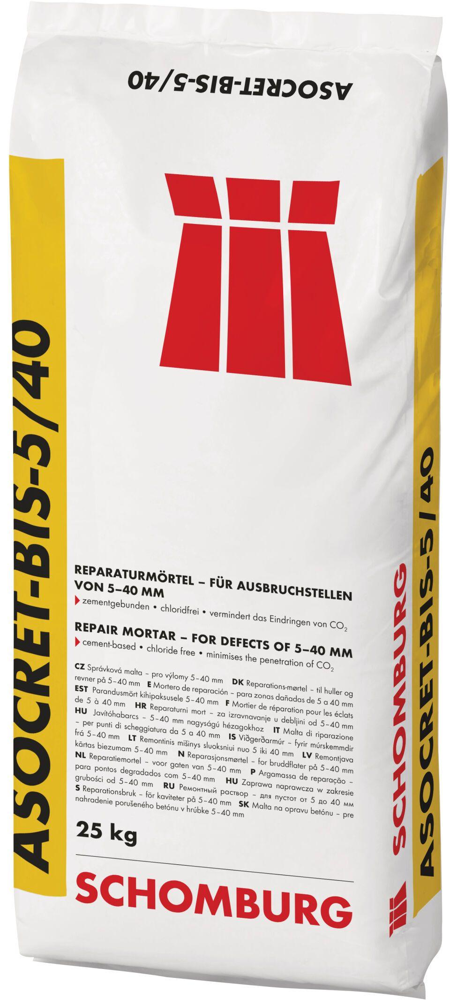 ASOCRET-BIS-5/40
ASOCRET-BIS-5/40
REPARATURMÖRTEL – FÜR AUSBRUCHSTELLEN
VON 5–40 MM
zementgebunden • chloridfrei • vermindert das Eindringen von CO₂
REPAIR MORTAR – FOR DEFECTS OF 5–40 MM
cement-based • chloride free • minimises the penetration of CO₂
CZ Správková malta – pro výlomy 5–40 mm DK Reparations-mørtel – til huller og
revner på 5–40 mm E Mortero de reparación – para zonas dañadas de 5 a 40 mm
EST Parandusmört kihipaksusele 5–40 mm F Mortier de réparation pour les éclats
de 5 à 40 mm HR Reparaturni mort – za izravnavanje u debljini od 5–40 mm
HU Javítóhabarcs – 5–40 mm nagyságú hézagokhoz IT Malta di riparazione
– per punti di scheggiatura da 5 a 40 mm IS Viðgerðarmúr – fyrir múrskemmdir
frá 5–40 mm LT Remontinis mišinys sluoksniui nuo 5 iki 40 mm LV Remontjava
kārtas biezumam 5–40 mm N Reparasjonsmørtel – for bruddflater på 5–40 mm
NL Reparatiemortel – voor gaten van 5–40 mm P Argamassa de reparação –
para pontos degradados com 5–40 mm HU Zaprawa naprawcza w zakresie
grubości od 5–40 mm RU Ремонтный раствор – для пустот от 5 до 40 мм
S Reparationsbruk – för kaviteter på 5–40 mm SK Malta na opravu betónu – pre
nahradenie porušeného betónu v hrúbke 5–40 mm
25 kg
SCHOMBURG
SCHOMBURG
ASOCRET-BIS-5/40